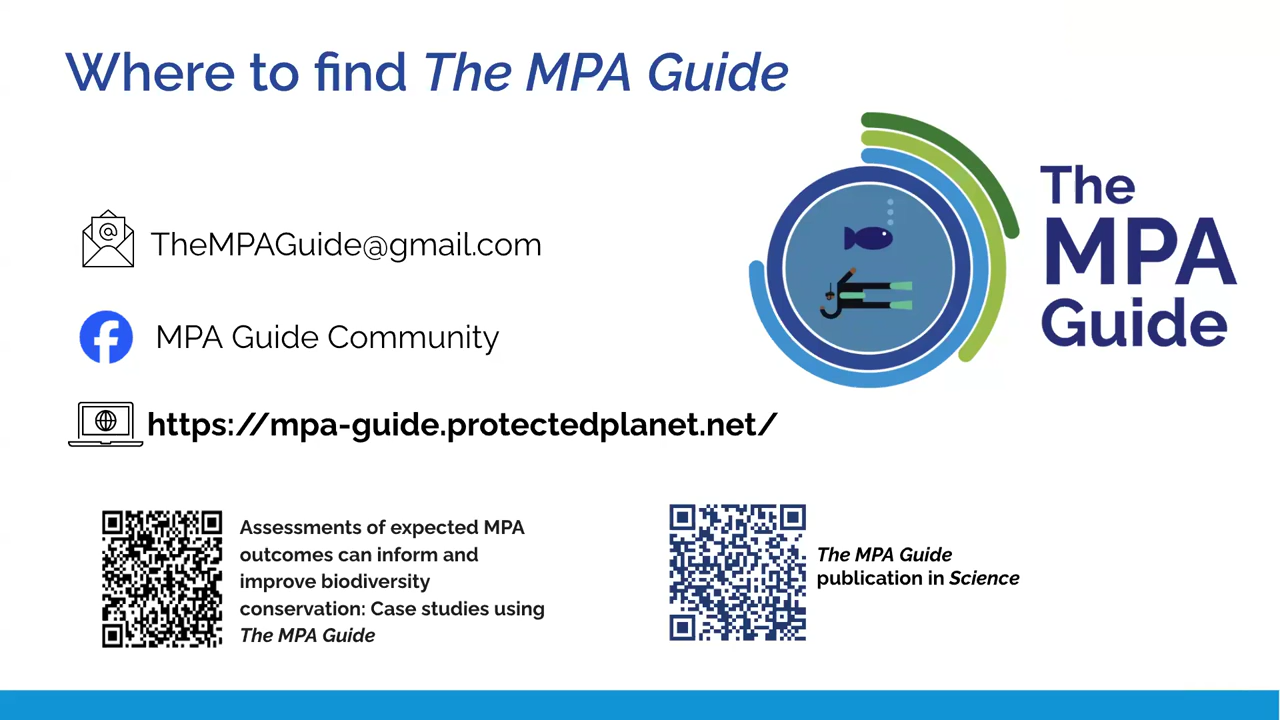 Where to find The MPA Guide
The
MPA
Guide
TheMPAGuide@gmail.com
MPA Guide Community
https://mpa-guide.protectedplanet.net/
Assessments of expected MPA
outcomes can inform and
improve biodiversity
conservation: Case studies using
The MPA Guide
The MPA Guide
publication in Science